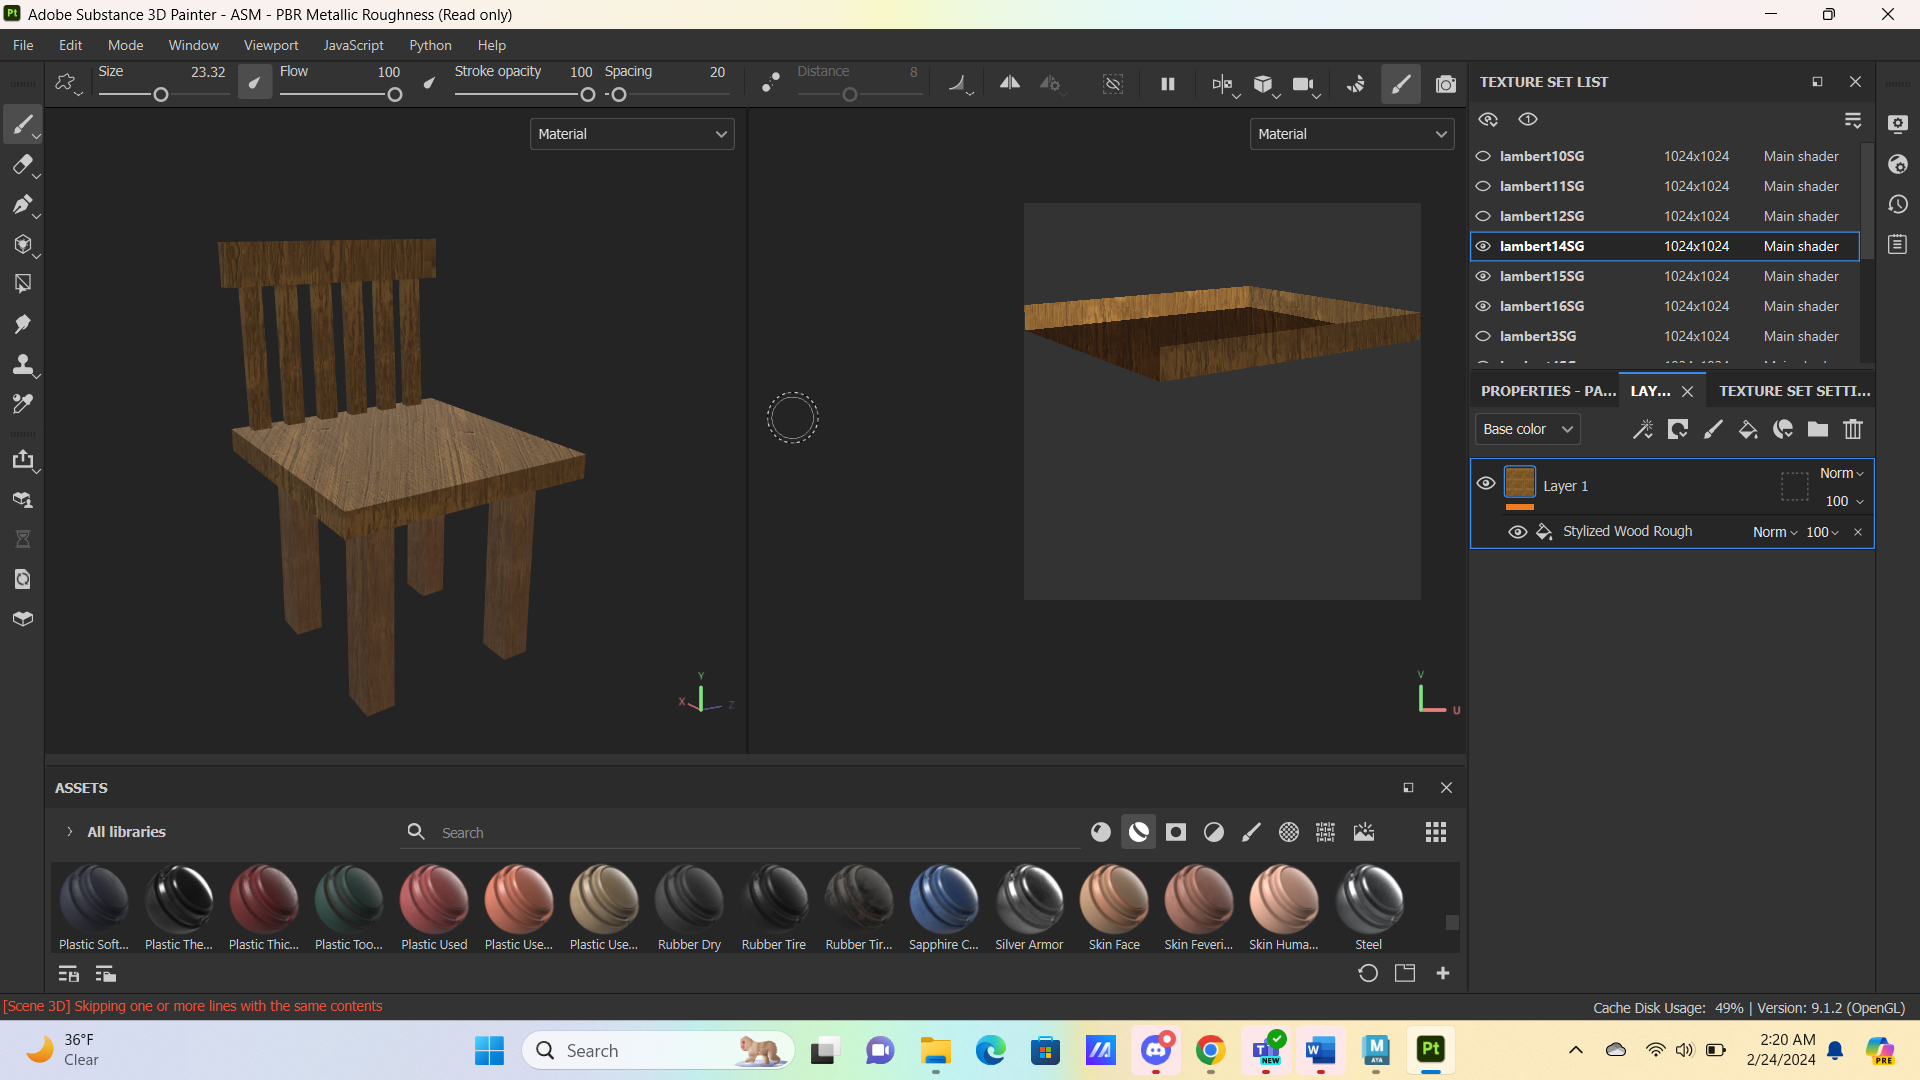 Pt Adobe Substance 3D Painter - ASM - PBR Metallic Roughness (Read only)
File Edit Mode Window Viewport JavaScript Python Help
Size 23.32 Flow 100 Stroke opacity 100 Spacing 20 Distance 8
Material
Material
Y
X
Z
V
U
TEXTURE SET LIST
1
lambert10SG 1024x1024 Main shader
lambert11SG 1024x1024 Main shader
lambert12SG 1024x1024 Main shader
lambert14SG 1024x1024 Main shader
lambert15SG 1024x1024 Main shader
lambert16SG 1024x1024 Main shader
lambert3SG 1024x1024 Main shader
PROPERTIES - PA... LAY... TEXTURE SET SETTI...
Base color
Layer 1 Norm
100
Stylized Wood Rough Norm 100
ASSETS
All libraries Search
Plastic Soft... Plastic The... Plastic Thic... Plastic Too... Plastic Used Plastic Use... Plastic Use... Rubber Dry Rubber Tire Rubber Tir... Sapphire C... Silver Armor Skin Face Skin Feveri... Skin Huma... Steel
[Scene 3D] Skipping one or more lines with the same contents
Cache Disk Usage: 49% | Version: 9.1.2 (OpenGL)
36°F
Clear
Search
NEW
M
AYA
Pt
2:20 AM
2/24/2024
PRE